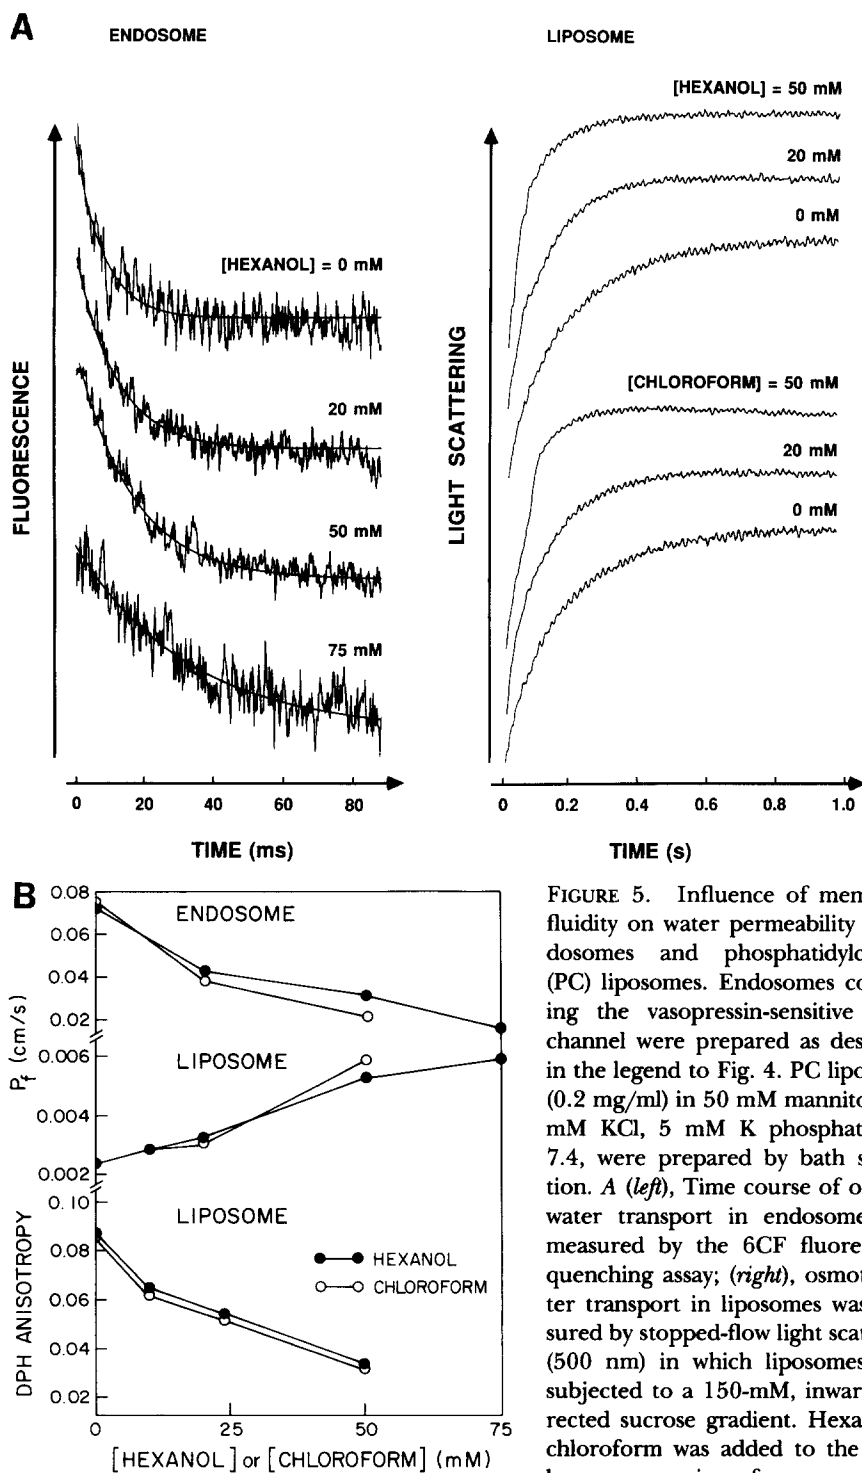 A
ENDOSOME
LIPOSOME
[HEXANOL] = 50 mM
20 mM
0 mM
[HEXANOL] = 0 mM
20 mM
50 mM
75 mM
[CHLOROFORM] = 50 mM
20 mM
0 mM
FLUORESCENCE
LIGHT SCATTERING
0 20 40 60 80
TIME (ms)
0 0.2 0.4 0.6 0.8 1.0
TIME (s)
B
0.08
0.06
0.04
0.02
ENDOSOME
Pf (cm/s)
0.006
0.004
0.002
LIPOSOME
0.10
0.08
0.06
0.04
0.02
LIPOSOME
DPH ANISOTROPY
HEXANOL
CHLOROFORM
0 25 50 75
[HEXANOL] or [CHLOROFORM] (mM)
FIGURE 5. Influence of mem
fluidity on water permeability
dosomes and phosphatidylc
(PC) liposomes. Endosomes co
ing the vasopressin-sensitive
channel were prepared as des
in the legend to Fig. 4. PC lipo
(0.2 mg/ml) in 50 mM mannito
mM KCl, 5 mM K phosphat
7.4, were prepared by bath s
tion. A (left), Time course of o
water transport in endosome
measured by the 6CF fluore
quenching assay; (right), osmot
ter transport in liposomes was
sured by stopped-flow light scat
(500 nm) in which liposomes
subjected to a 150-mM, inwar
rected sucrose gradient. Hexa
chloroform was added to the